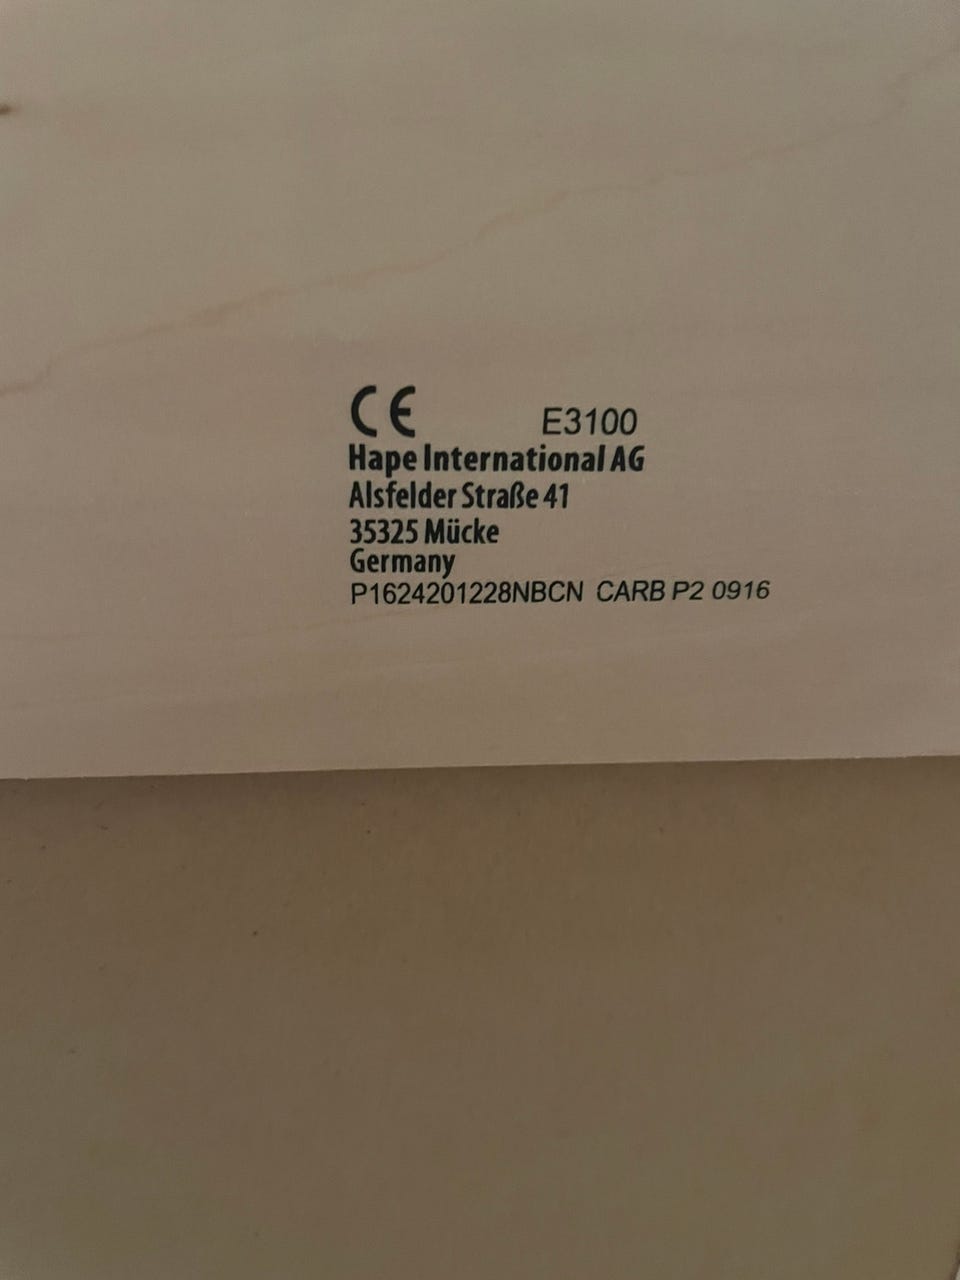 CE E3100
Hape International AG
Alsfelder Straße 41
35325 Mücke
Germany
P1624201228NBCN CARB P2 0916